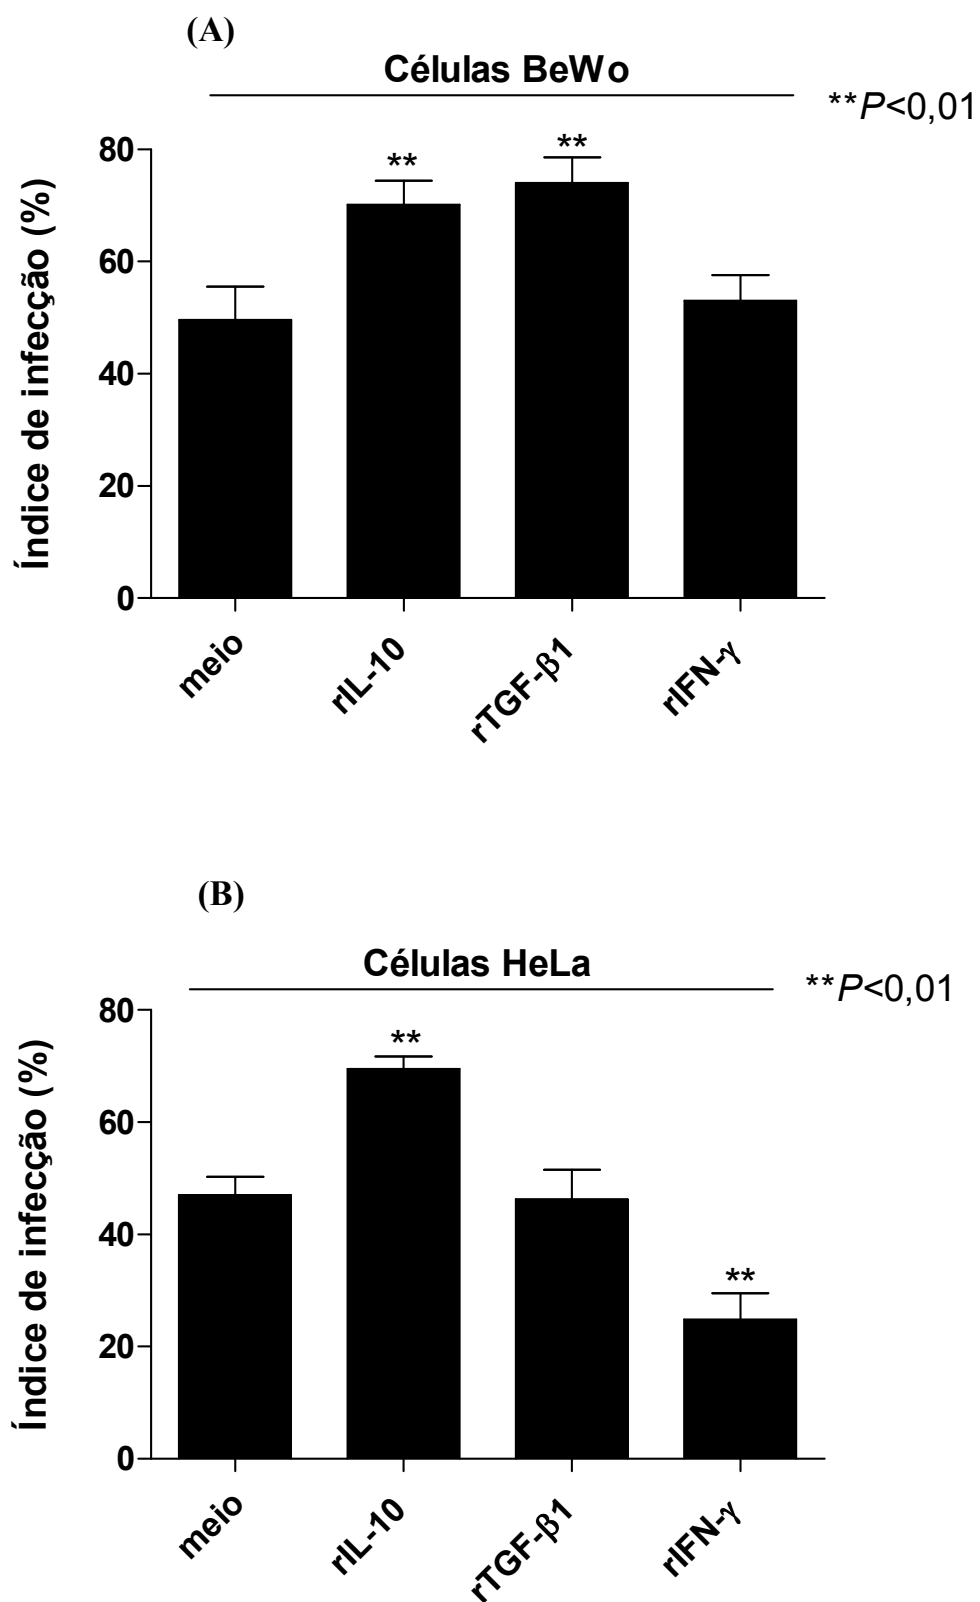 (A)
Células BeWo
**P<0,01
Índice de infecção (%)
80
60
40
20
0
** **
meio rIL-10 rTGF-β1 rIFN-γ
(B)
Células HeLa
**P<0,01
Índice de infecção (%)
80
60
40
20
0
** **
meio rIL-10 rTGF-β1 rIFN-γ